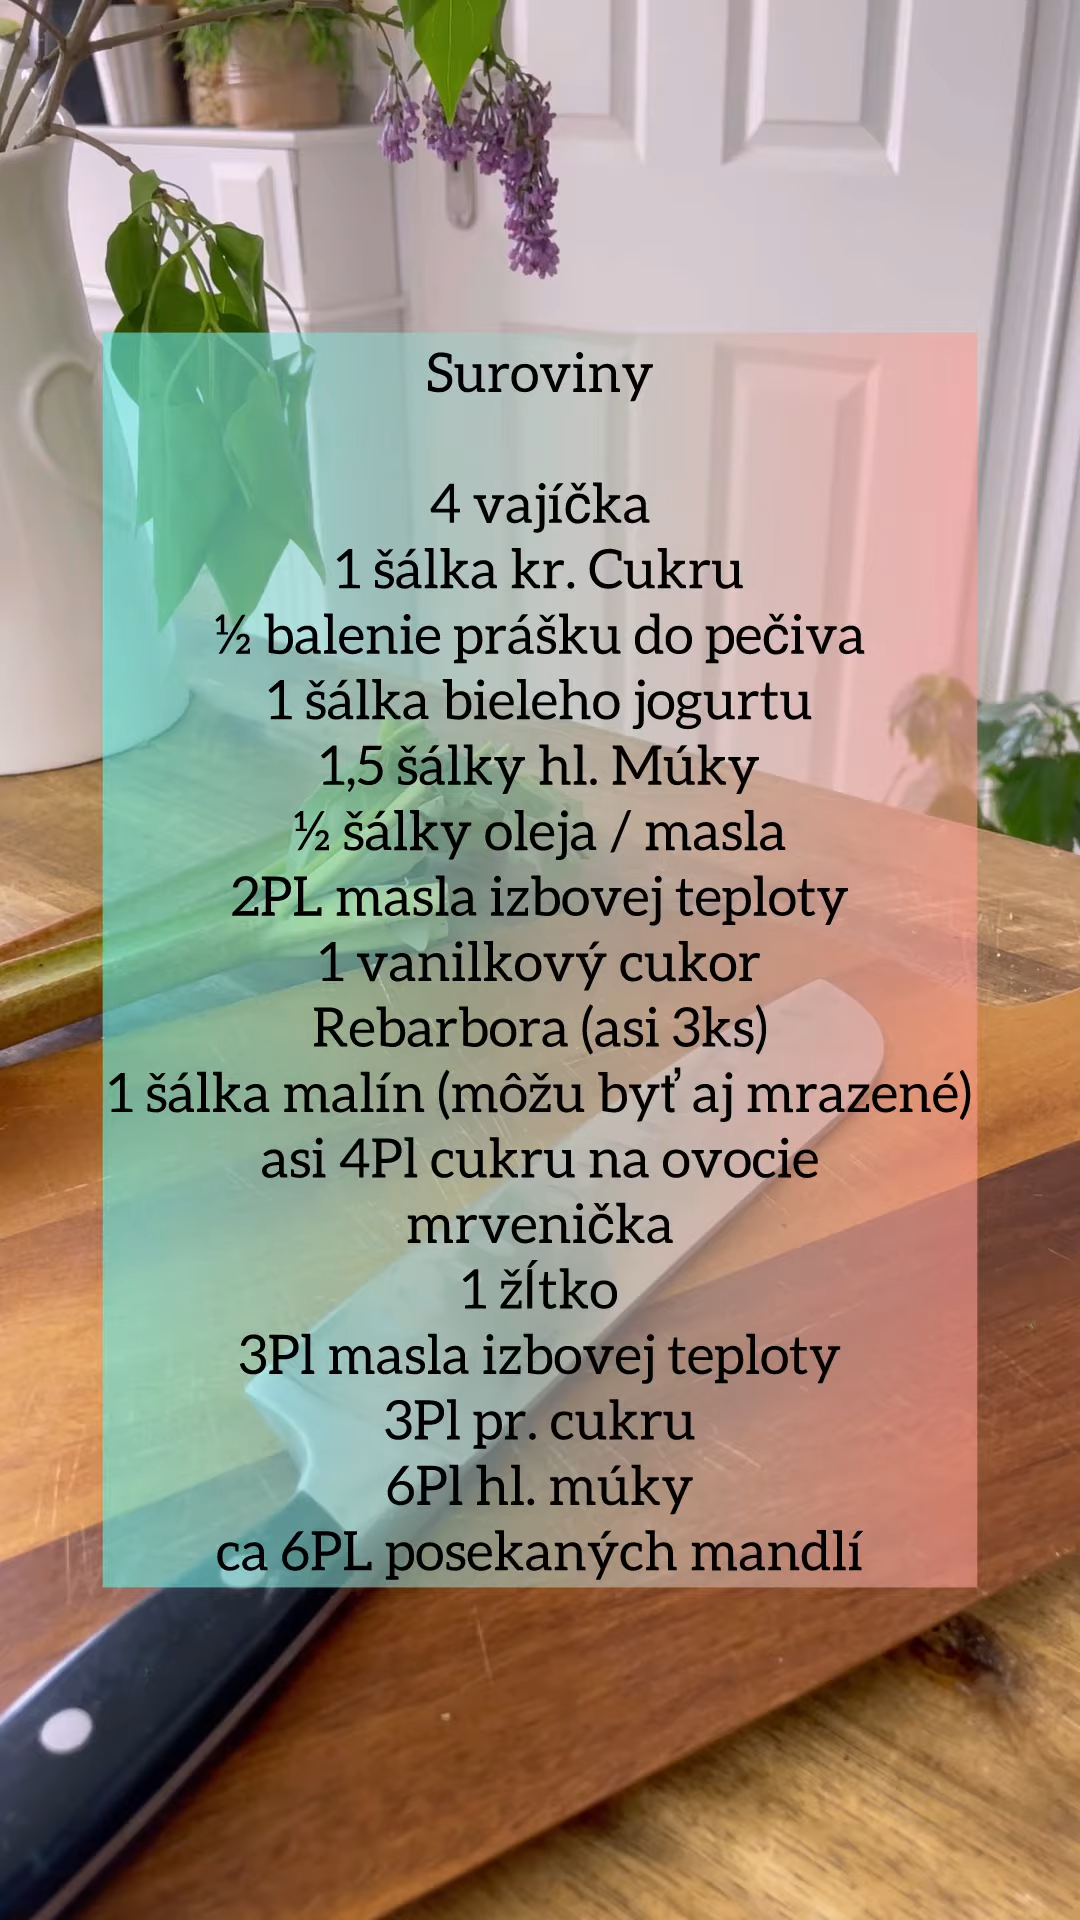 Suroviny
4 vajíčka
1 šálka kr. Cukru
½ balenie prášku do pečiva
1 šálka bieleho jogurtu
1,5 šálky hl. Múky
½ šálky oleja / masla
2PL masla izbovej teploty
1 vanilkový cukor
Rebarbora (asi 3ks)
1 šálka malín (môžu byť aj mrazené)
asi 4Pl cukru na ovocie
mrvenička
1 žĺtko
3Pl masla izbovej teploty
3Pl pr. cukru
6Pl hl. múky
ca 6PL posekaných mandlí